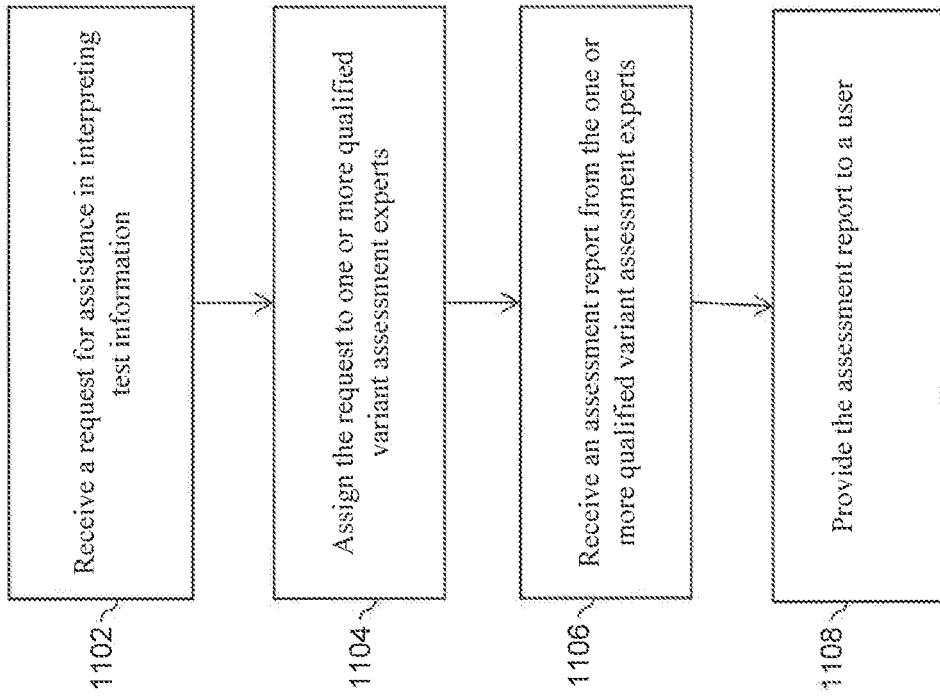 1102
Receive a request for assistance in interpreting
test information
1104
Assign the request to one or more qualified
variant assessment experts
1106
Receive an assessment report from the one or
more qualified variant assessment experts
1108
Provide the assessment report to a user